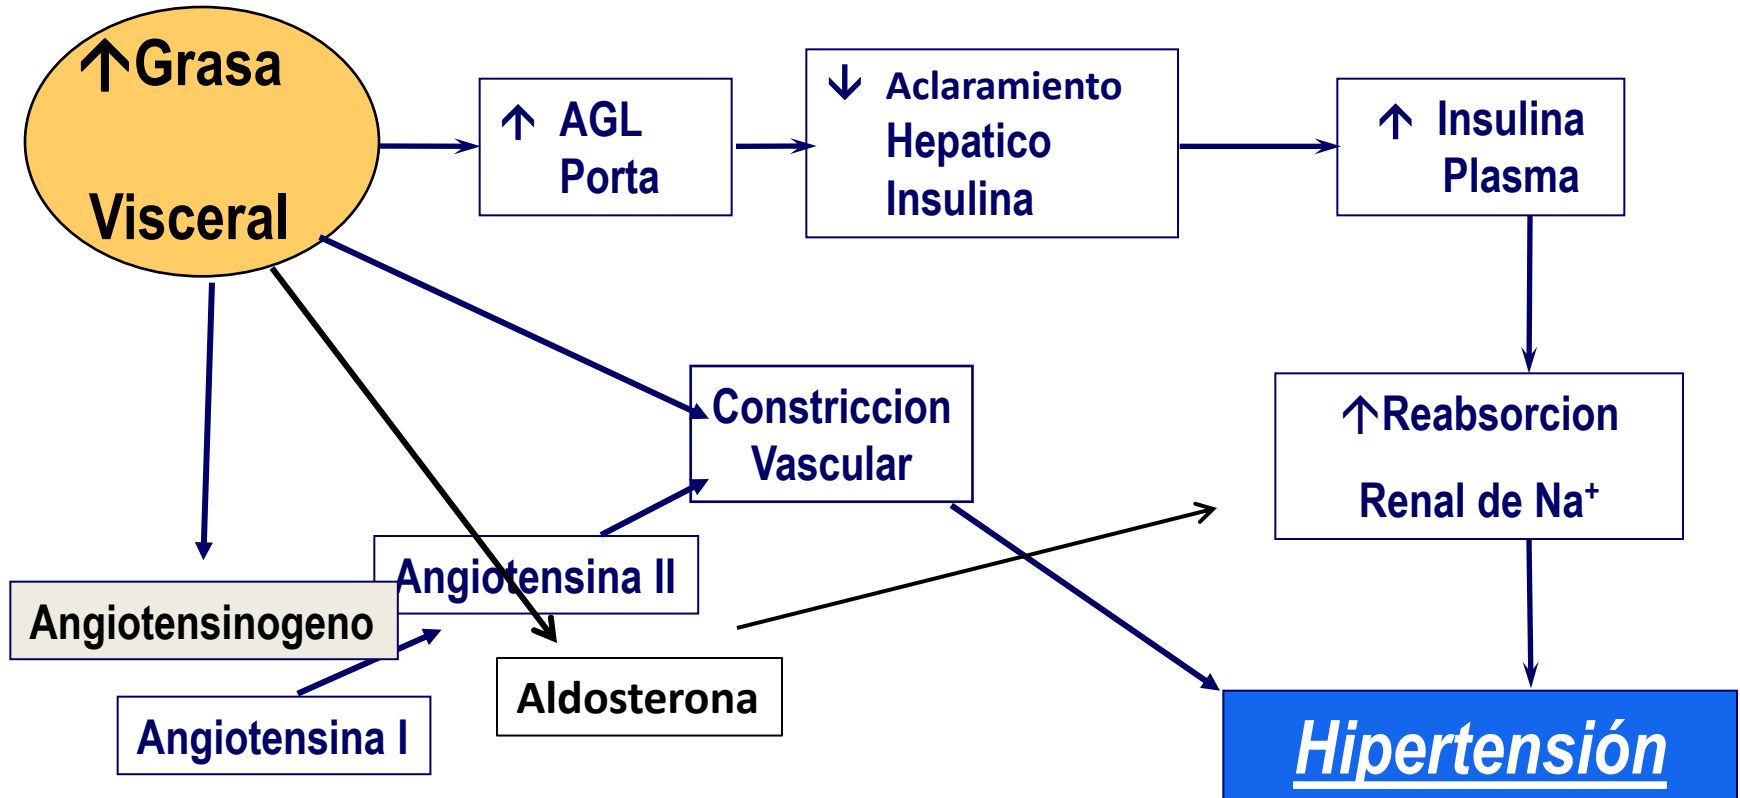 ↑Grasa
Visceral
↑ AGL
Porta
↓ Aclaramiento
Hepatico
Insulina
↑ Insulina
Plasma
Constriccion
Vascular
↑Reabsorcion
Renal de Na⁺
Angiotensina II
Angiotensinogeno
Aldosterona
Angiotensina I
Hipertensión